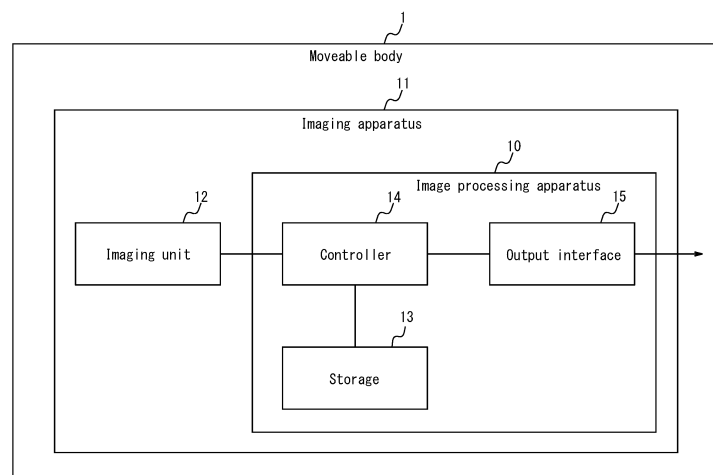 1
Moveable body
11
Imaging apparatus
10
Image processing apparatus
12
Imaging unit
14
Controller
15
Output interface
13
Storage